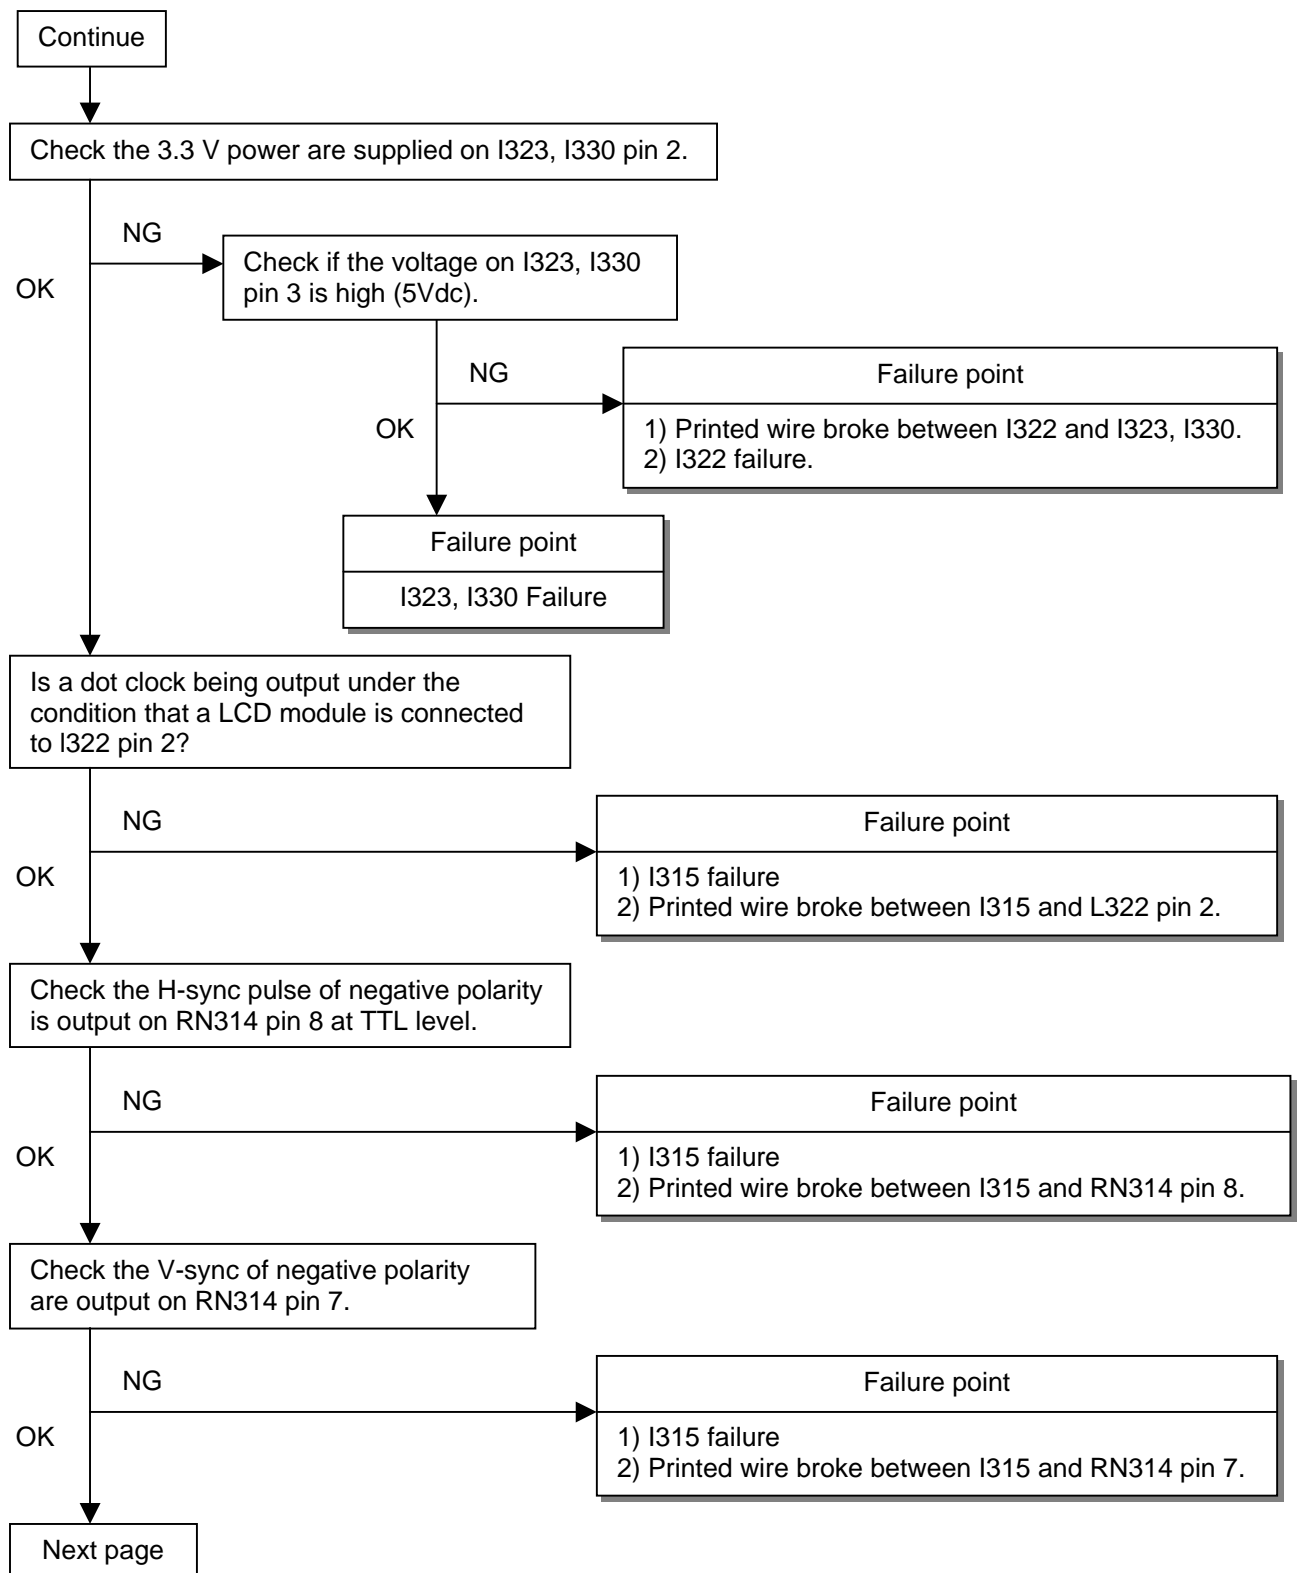 Continue
Check the 3.3 V power are supplied on I323, I330 pin 2.
NG
OK
Check if the voltage on I323, I330
pin 3 is high (5Vdc).
NG
OK
Failure point
1) Printed wire broke between I322 and I323, I330.
2) I322 failure.
Failure point
I323, I330 Failure
Is a dot clock being output under the
condition that a LCD module is connected
to I322 pin 2?
NG
OK
Failure point
1) I315 failure
2) Printed wire broke between I315 and L322 pin 2.
Check the H-sync pulse of negative polarity
is output on RN314 pin 8 at TTL level.
NG
OK
Failure point
1) I315 failure
2) Printed wire broke between I315 and RN314 pin 8.
Check the V-sync of negative polarity
are output on RN314 pin 7.
NG
OK
Failure point
1) I315 failure
2) Printed wire broke between I315 and RN314 pin 7.
Next page